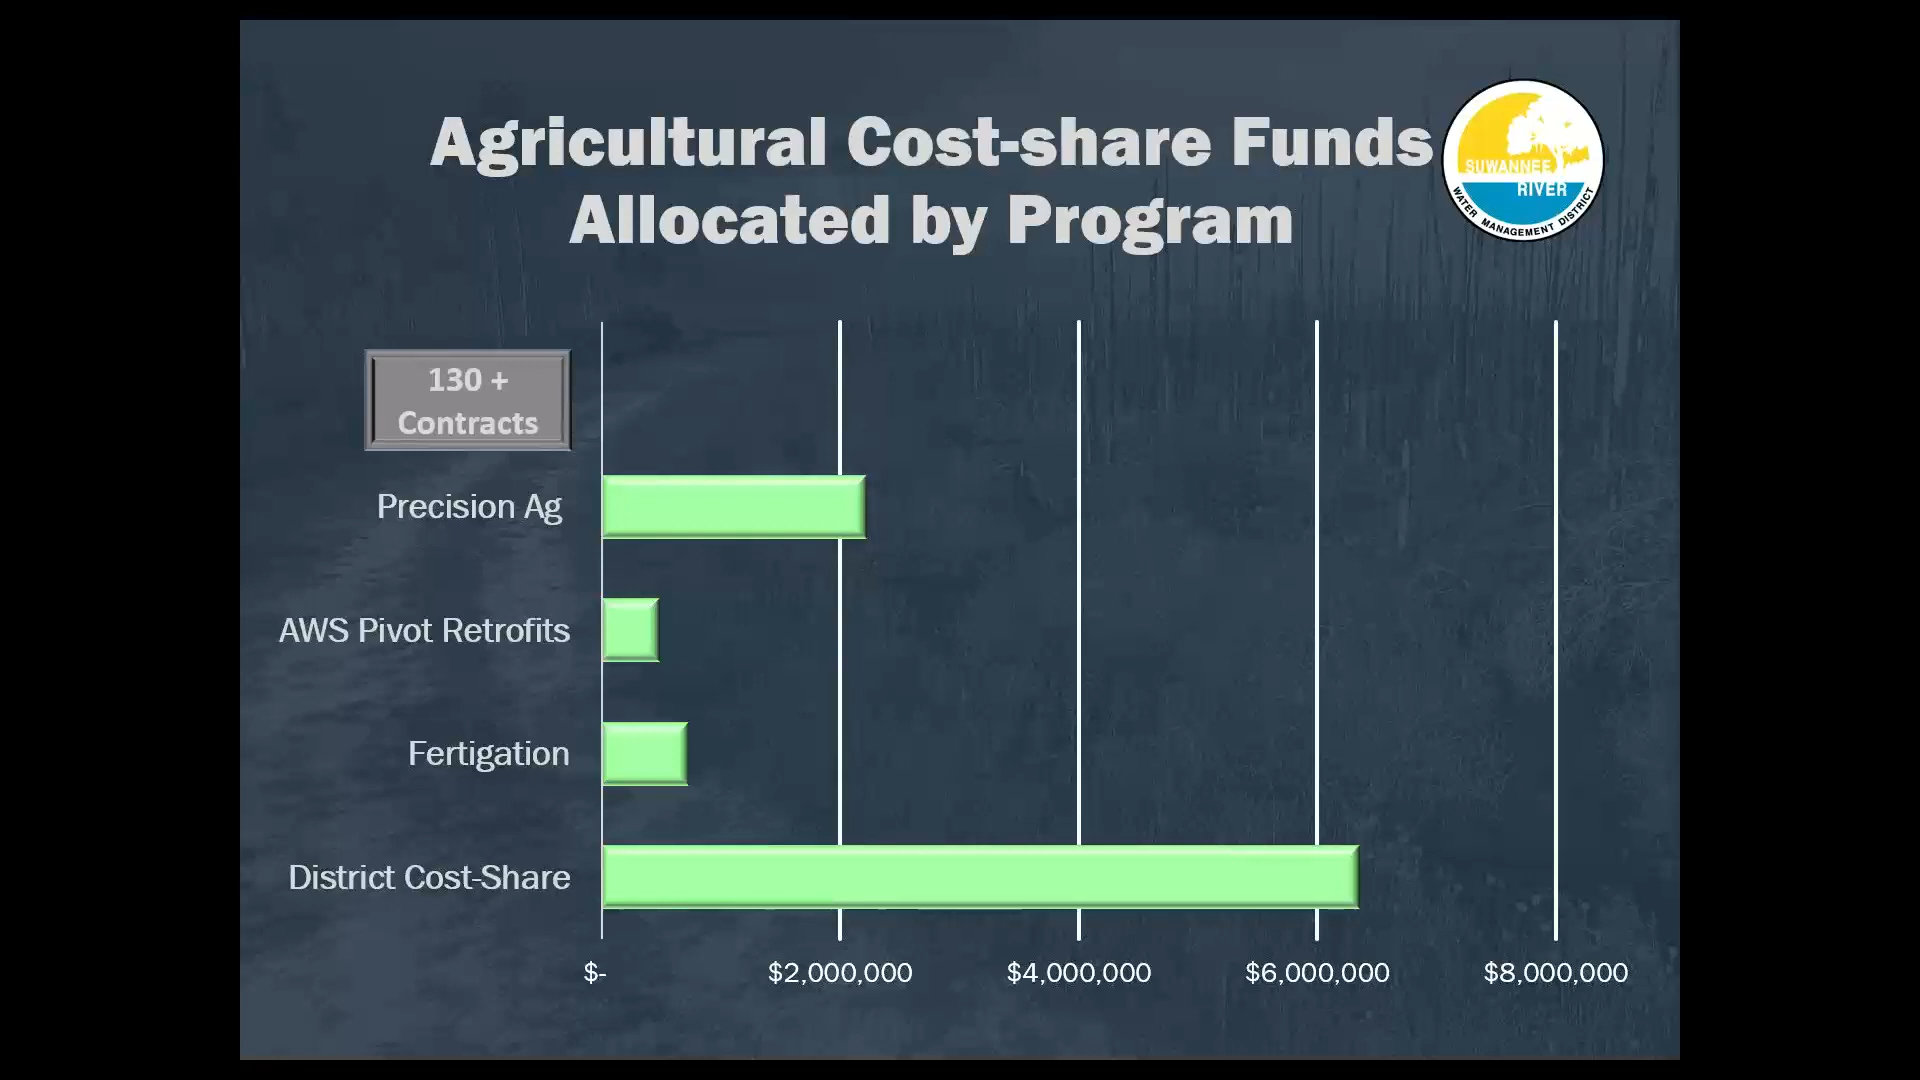 Agricultural Cost-share Funds
Allocated by Program
SUWANNEE
RIVER
WATER MANAGEMENT DISTRICT
130 +
Contracts
Precision Ag
AWS Pivot Retrofits
Fertigation
District Cost-Share
$-
$2,000,000
$4,000,000
$6,000,000
$8,000,000